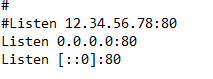 #
#Listen 12.34.56.78:80
Listen 0.0.0.0:80
Listen [::0]:80